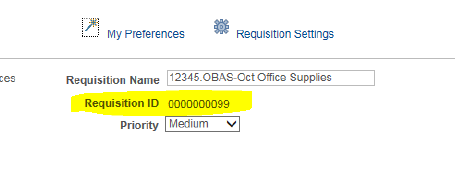 My Preferences Requisition Settings
ces Requisition Name 12345.OBAS-Oct Office Supplies
Requisition ID 0000000099
Priority Medium